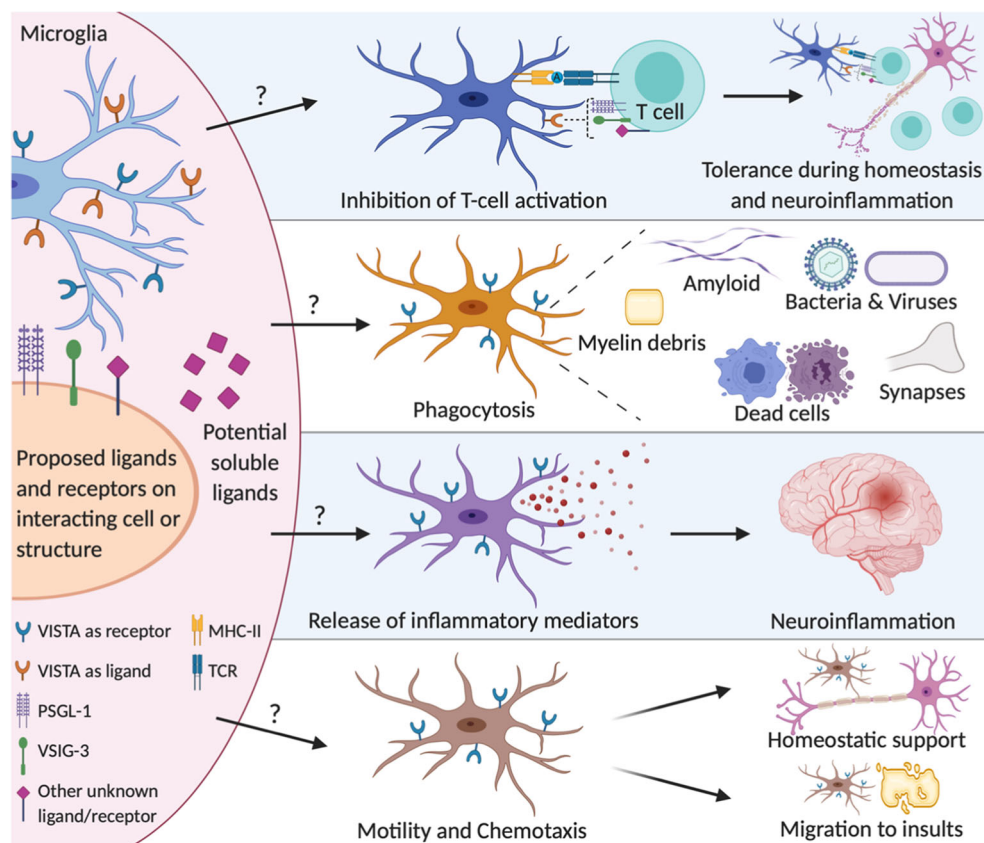 Microglia
?
T cell
A
Inhibition of T-cell activation
Tolerance during homeostasis
and neuroinflammation
?
Amyloid
Bacteria & Viruses
Myelin debris
Dead cells
Synapses
Phagocytosis
Potential
soluble
ligands
Proposed ligands
and receptors on
interacting cell or
structure
?
Release of inflammatory mediators
Neuroinflammation
VISTA as receptor
MHC-II
VISTA as ligand
TCR
PSGL-1
VSIG-3
Other unknown
ligand/receptor
?
Motility and Chemotaxis
Homeostatic support
Migration to insults